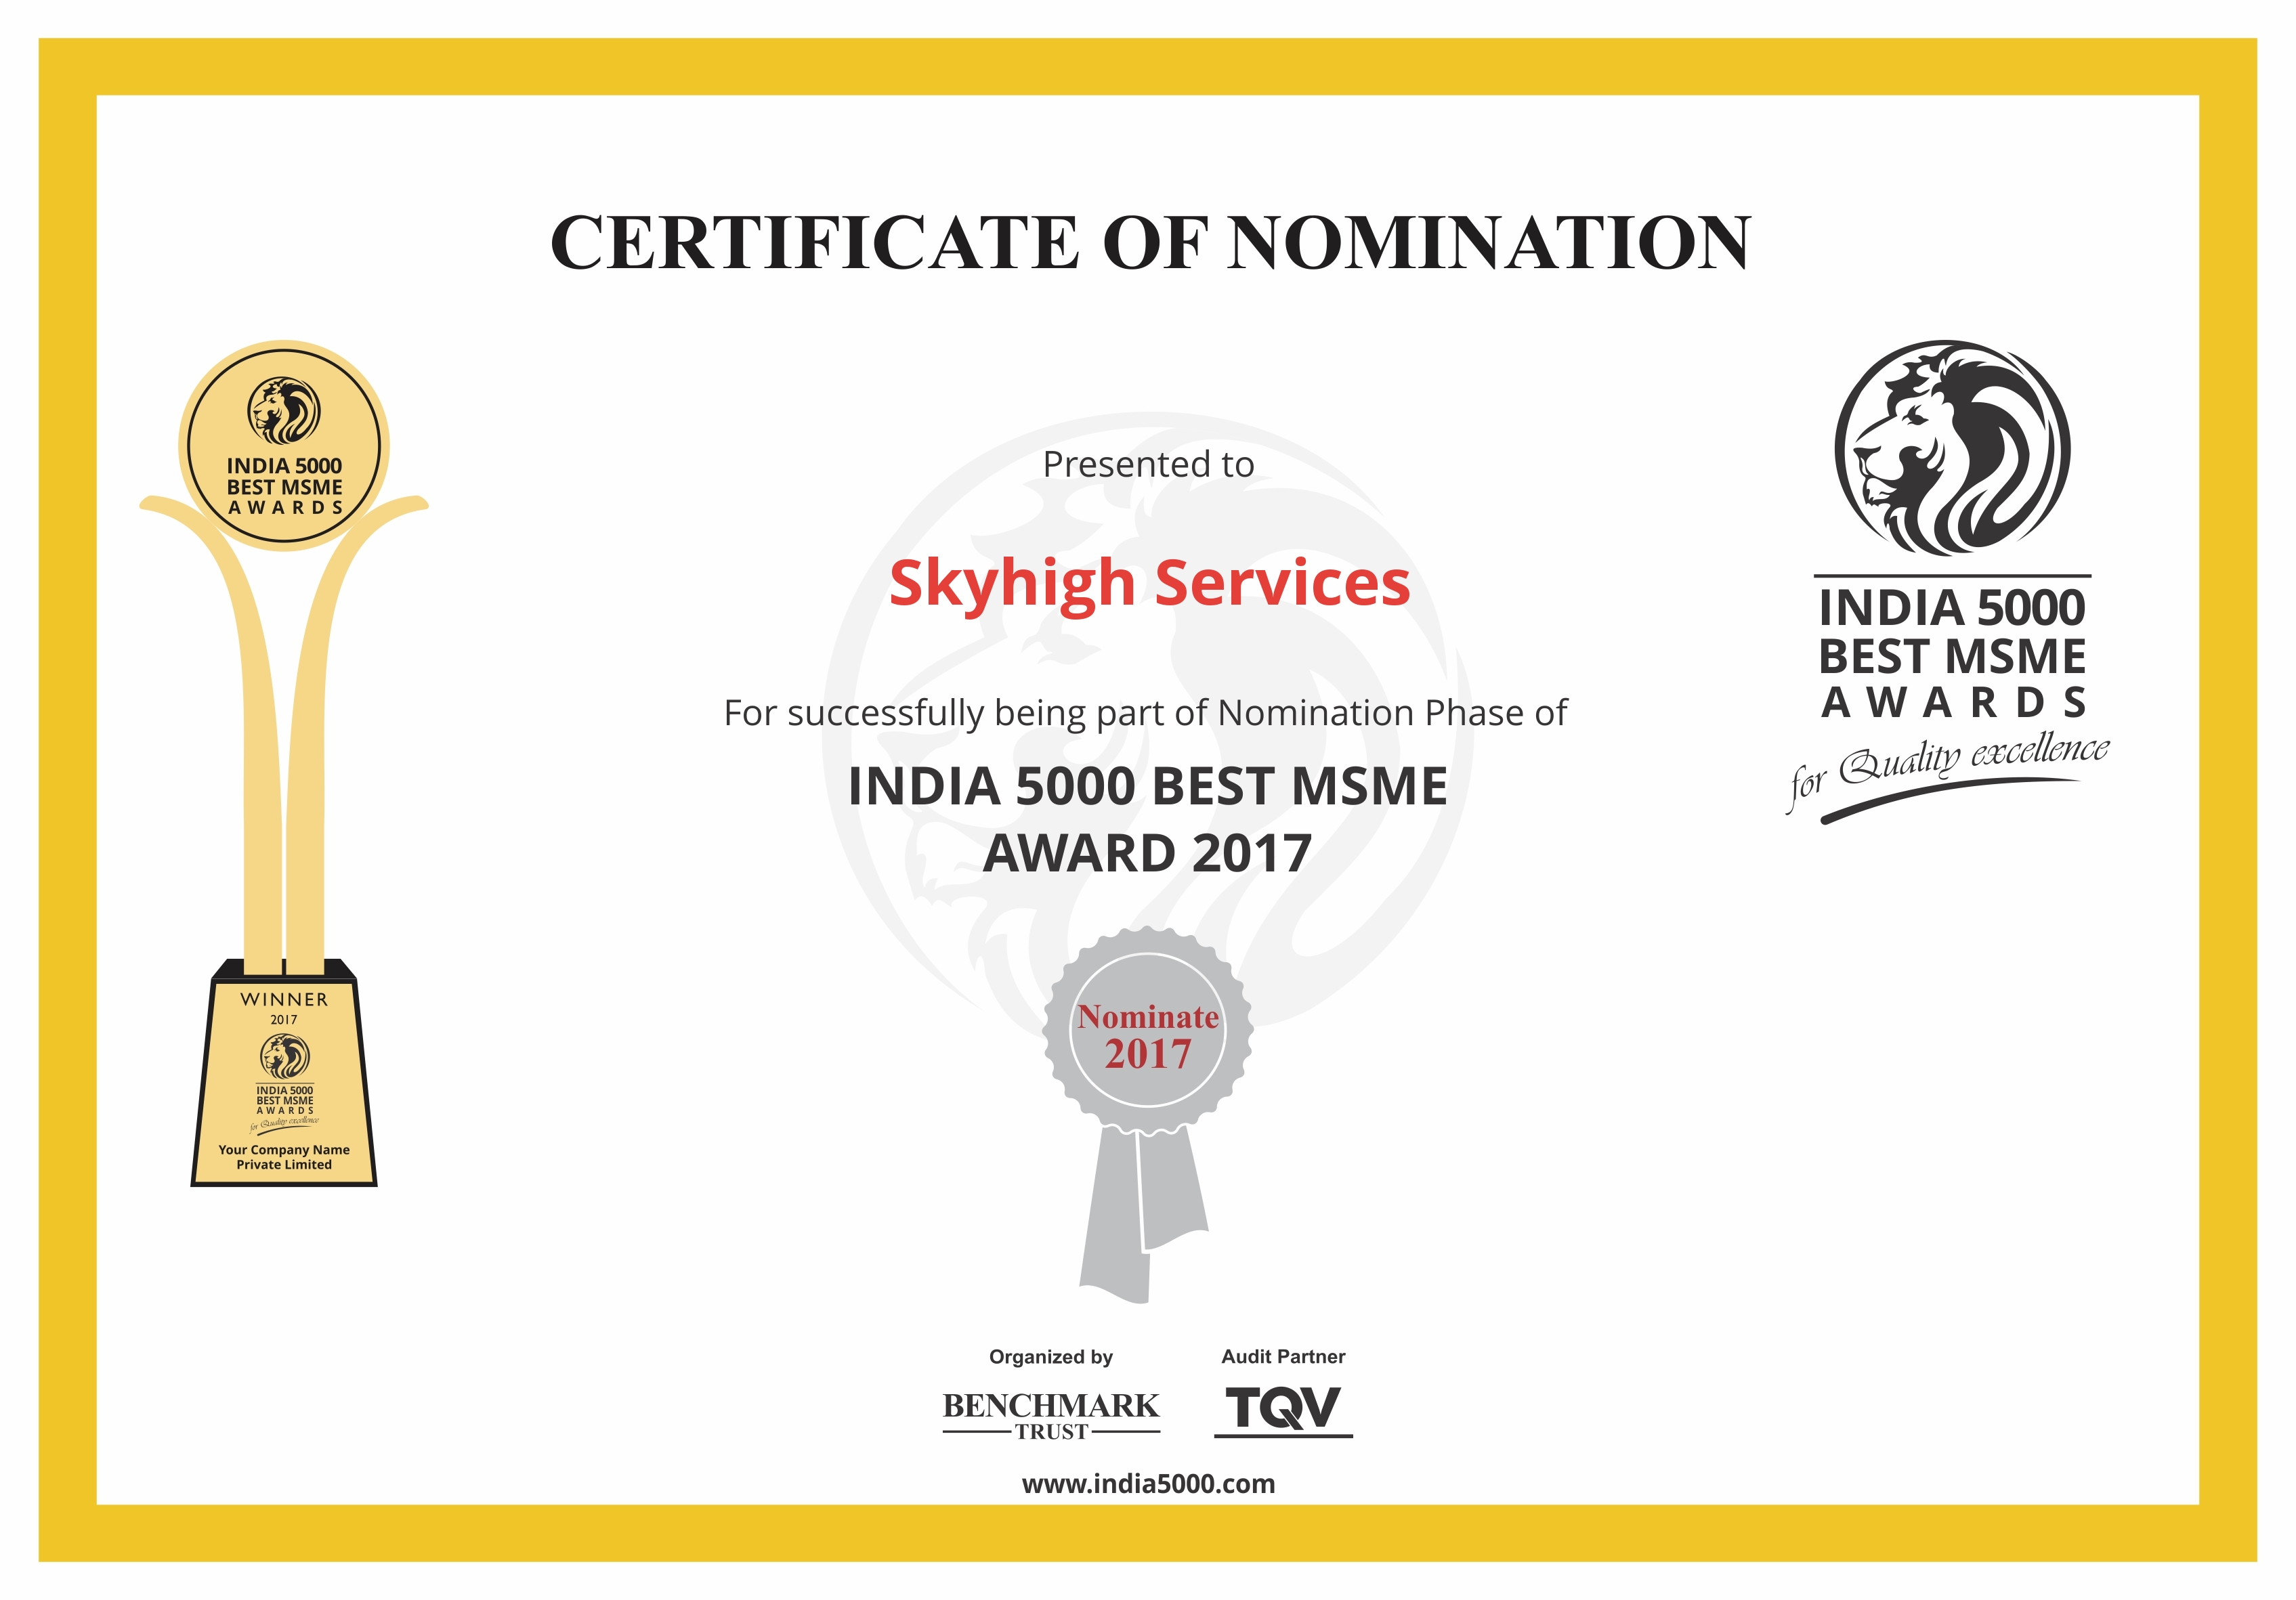 CERTIFICATE OF NOMINATION
INDIA 5000
BEST MSME
AWARDS
WINNER
2017
INDIA 5000
BEST MSME
AWARDS
for Quality excellence
Your Company Name
Private Limited
Presented to
Skyhigh Services
For successfully being part of Nomination Phase of
INDIA 5000 BEST MSME
AWARD 2017
Nominate
2017
INDIA 5000
BEST MSME
AWARDS
for Quality excellence
Organized by
BENCHMARK
TRUST
Audit Partner
TQV
www.india5000.com